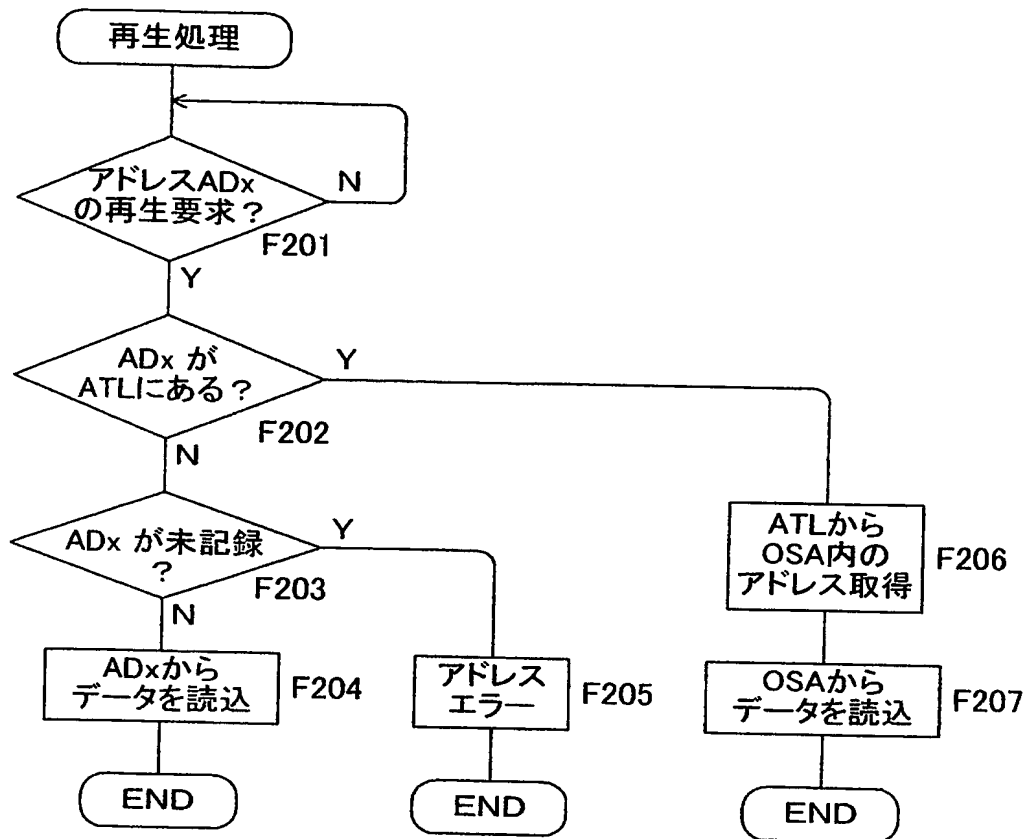 再生処理
アドレスADx
の再生要求？
N
F201
Y
ADx が
ATLにある？
Y
F202
N
ADx が未記録
？
Y
F203
N
ATLから
OSA内の
アドレス取得
F206
ADxから
データを読込
F204
アドレス
エラー
F205
OSAから
データを読込
F207
END
END
END